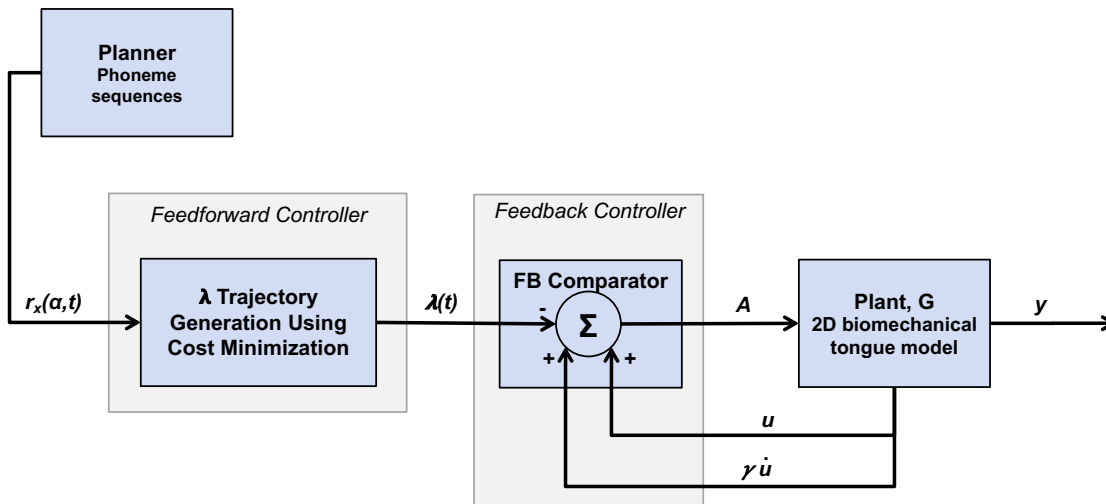 Planner
Phoneme
sequences
Feedforward Controller
Feedback Controller
rₓ(α,t)
λ Trajectory
Generation Using
Cost Minimization
λ(t)
FB Comparator
-
Σ
+
+
A
Plant, G
2D biomechanical
tongue model
y
u
γ u̇